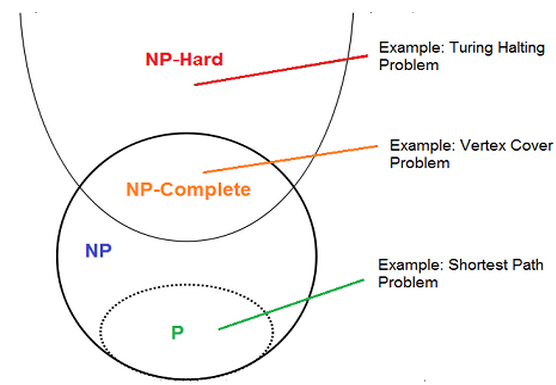 NP-Hard
Example: Turing Halting
Problem
Example: Vertex Cover
Problem
NP-Complete
NP
Example: Shortest Path
Problem
P